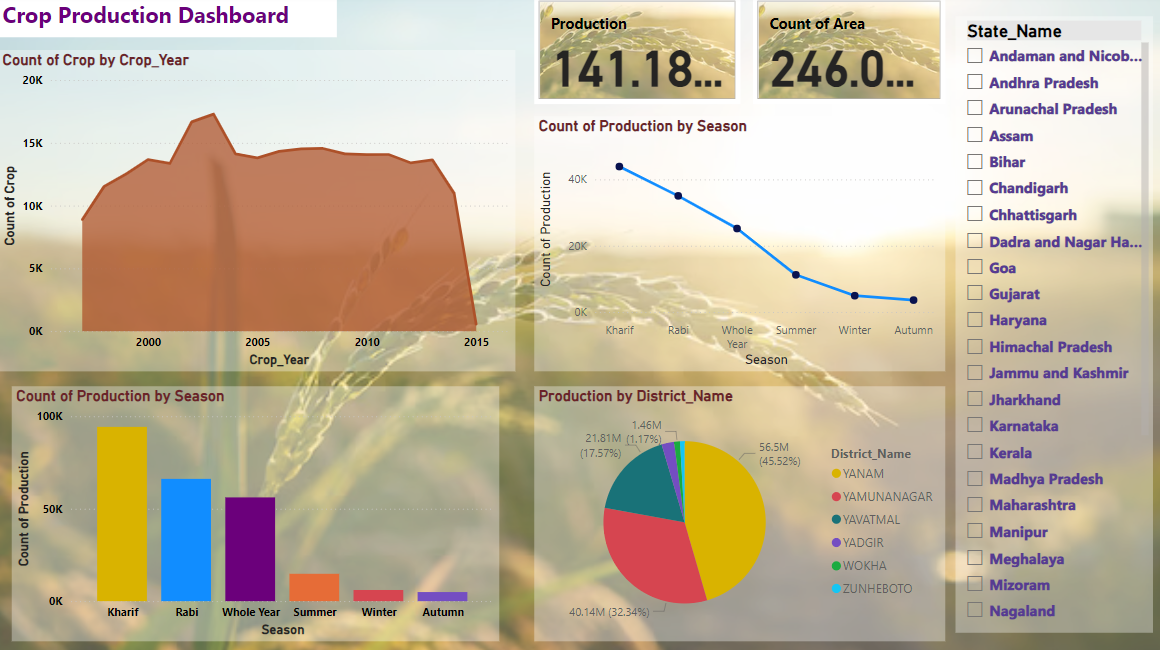 Crop Production Dashboard
Production
141.18...
Count of Area
246.0...
Count of Crop by Crop_Year
Count of Crop
20K
15K
10K
5K
0K
2000
2005
2010
2015
Crop_Year
Count of Production by Season
Count of Production
40K
20K
0K
Kharif
Rabi
Whole
Year
Summer
Winter
Autumn
Season
Count of Production by Season
Count of Production
100K
50K
0K
Kharif
Rabi
Whole Year
Summer
Winter
Autumn
Season
Production by District_Name
1.46M
(1.17%)
21.81M
(17.57%)
56.5M
(45.52%)
40.14M (32.34%)
District_Name
YANAM
YAMUNANAGAR
YAVATMAL
YADGIR
WOKHA
ZUNHEBOTO
State_Name
Andaman and Nicob...
Andhra Pradesh
Arunachal Pradesh
Assam
Bihar
Chandigarh
Chhattisgarh
Dadra and Nagar Ha...
Goa
Gujarat
Haryana
Himachal Pradesh
Jammu and Kashmir
Jharkhand
Karnataka
Kerala
Madhya Pradesh
Maharashtra
Manipur
Meghalaya
Mizoram
Nagaland